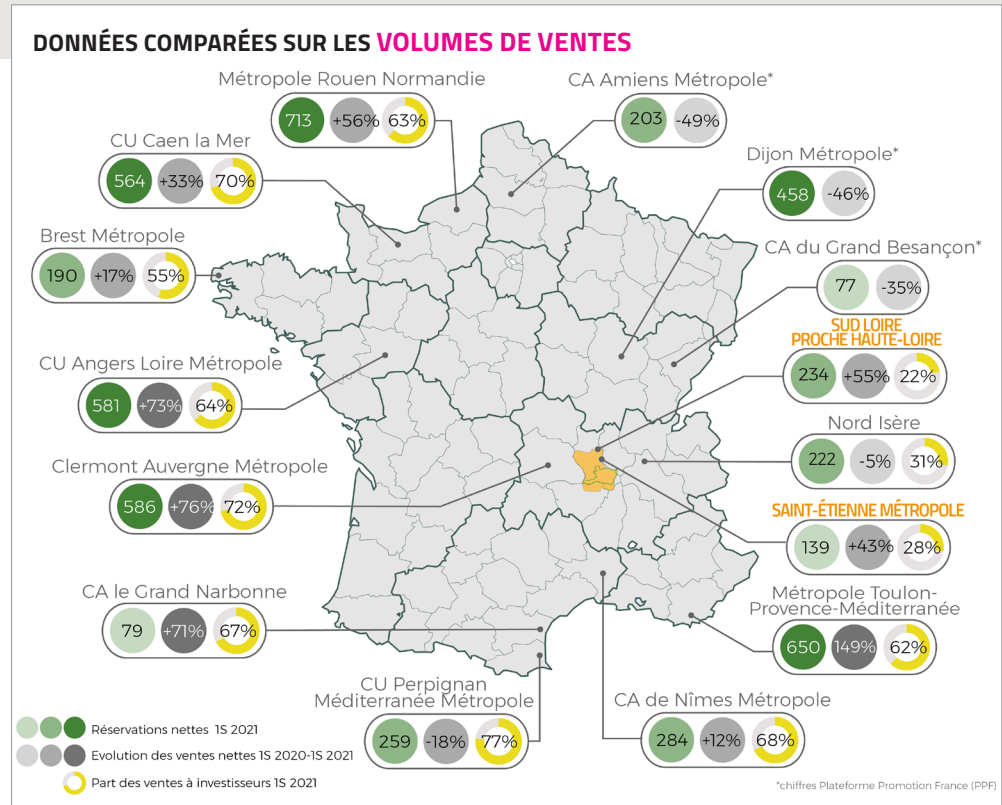 DONNÉES COMPARÉES SUR LES VOLUMES DE VENTES
Métropole Rouen Normandie
713 +56% 63%
CA Amiens Métropole*
203 -49%
CU Caen la Mer
564 +33% 70%
Dijon Métropole*
458 -46%
Brest Métropole
190 +17% 55%
CA du Grand Besançon*
77 -35%
SUD LOIRE
PROCHE HAUTE-LOIRE
234 +55% 22%
CU Angers Loire Métropole
581 +73% 64%
Nord Isère
222 -5% 31%
Clermont Auvergne Métropole
586 +76% 72%
SAINT-ÉTIENNE MÉTROPOLE
139 +43% 28%
CA le Grand Narbonne
79 +71% 67%
Métropole Toulon-
Provence-Méditerranée
650 149% 62%
CU Perpignan
Méditerranée Métropole
259 -18% 77%
CA de Nîmes Métropole
284 +12% 68%
Réservations nettes 1S 2021
Evolution des ventes nettes 1S 2020-1S 2021
Part des ventes à investisseurs 1S 2021
*chiffres Plateforme Promotion France (PPF)